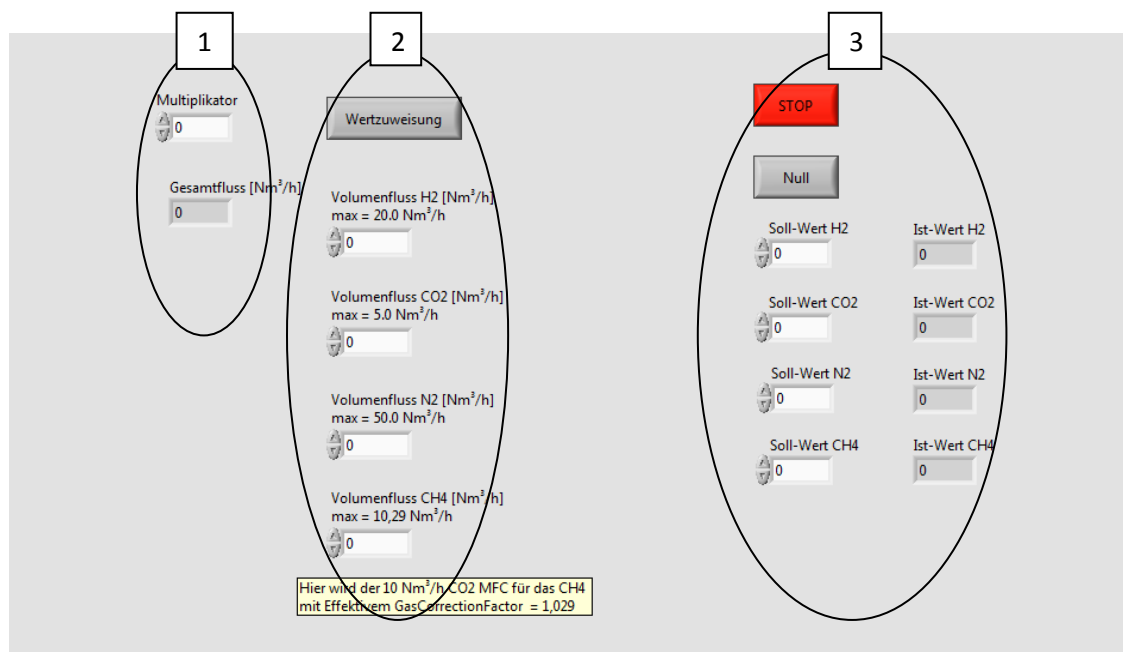 1
2
3
Multiplikator
0
Gesamtfluss [Nm³/h]
0
Wertzuweisung
Volumenfluss H2 [Nm³/h]
max = 20.0 Nm³/h
0
Volumenfluss CO2 [Nm³/h]
max = 5.0 Nm³/h
0
Volumenfluss N2 [Nm³/h]
max = 50.0 Nm³/h
0
Volumenfluss CH4 [Nm³/h]
max = 10,29 Nm³/h
0
Hier wird der 10 Nm³/h CO2 MFC für das CH4
mit Effektivem GasCorrectionFactor = 1,029
STOP
Null
Soll-Wert H2 Ist-Wert H2
0 0
Soll-Wert CO2 Ist-Wert CO2
0 0
Soll-Wert N2 Ist-Wert N2
0 0
Soll-Wert CH4 Ist-Wert CH4
0 0